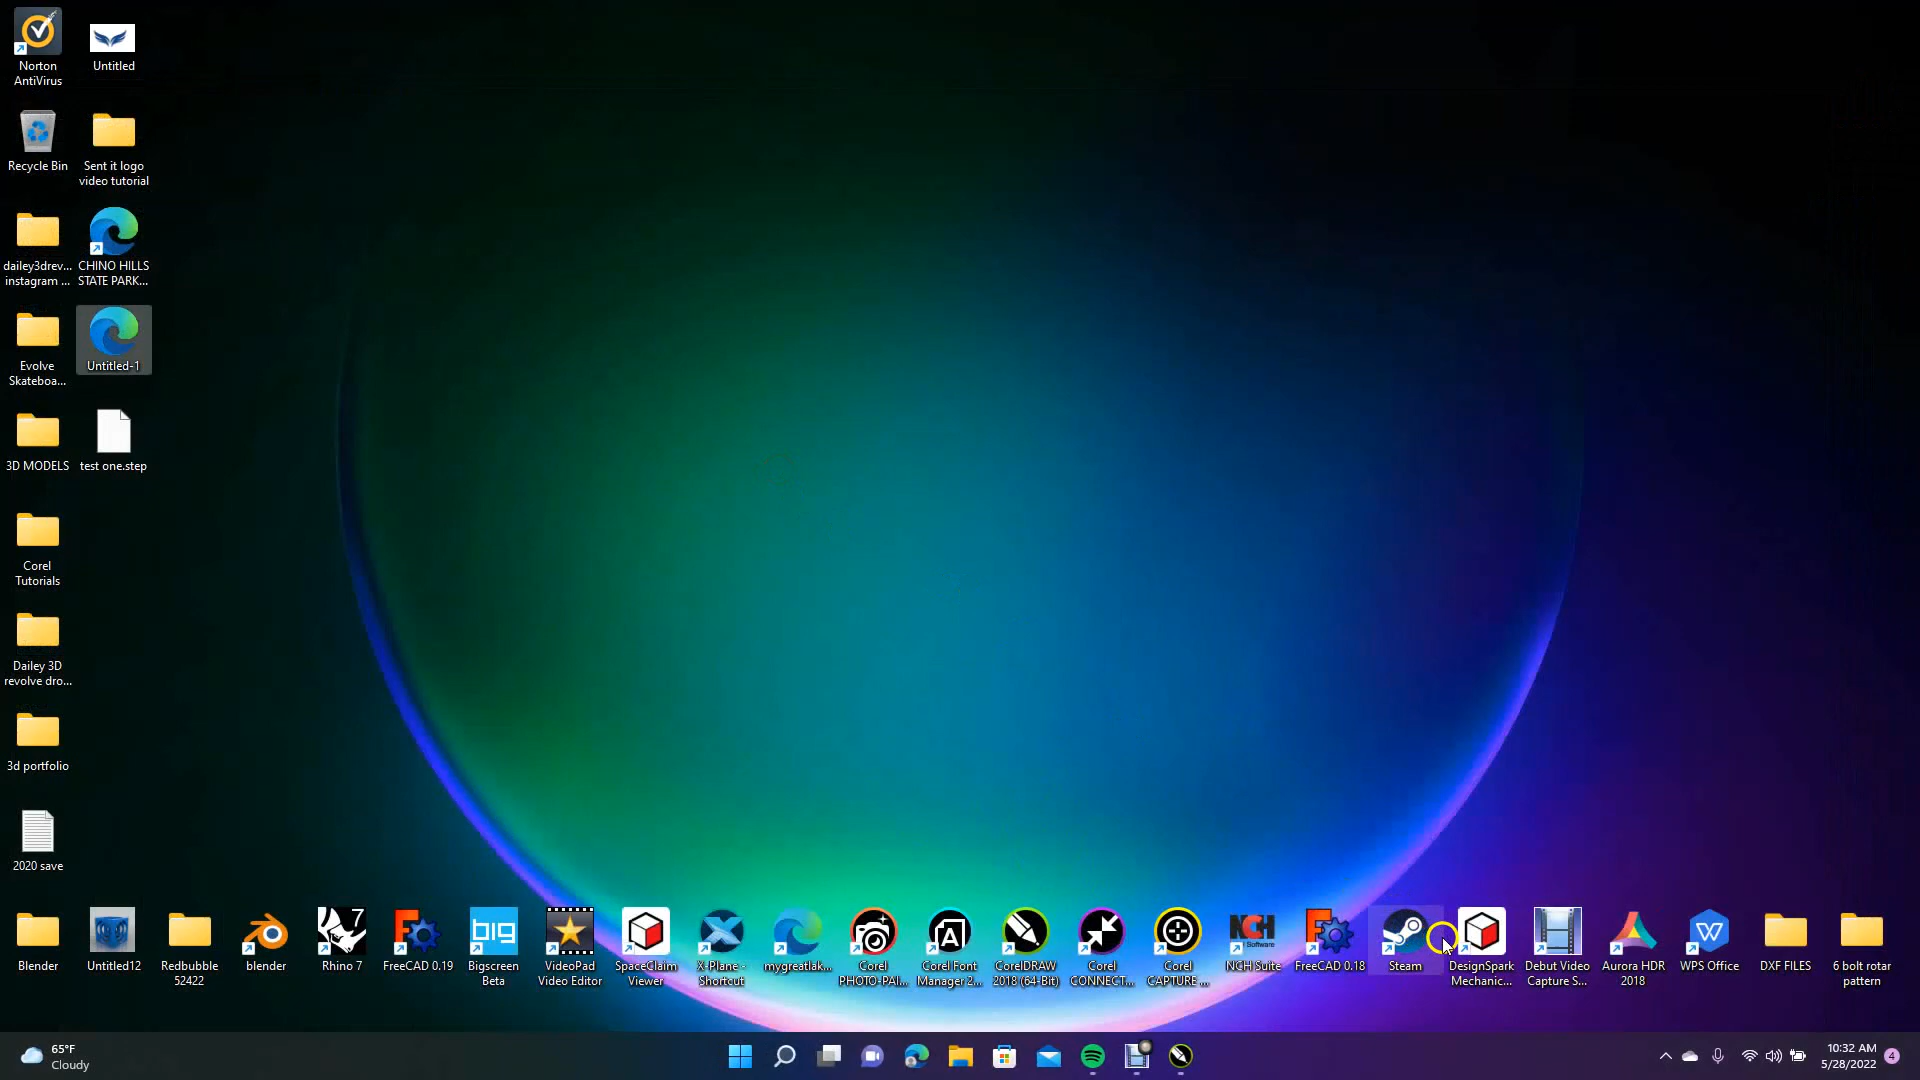 Norton
AntiVirus
Untitled
Recycle Bin
Sent it logo
video tutorial
dailey3drev...
instagram ...
CHINO HILLS
STATE PARK...
Evolve
Skateboa...
Untitled-1
3D MODELS
test one.step
Corel
Tutorials
Dailey 3D
revolve dro...
3d portfolio
2020 save
Blender
Untitled12
Redbubble
52422
blender
7
Rhino 7
FreeCAD 0.19
big
Bigscreen
Beta
VideoPad
Video Editor
SpaceClaim
Viewer
X-Plane -
Shortcut
mygreatlak...
Corel
PHOTO-PAI...
Corel Font
Manager 2...
CorelDRAW
2018 (64-Bit)
Corel
CONNECT...
Corel
CAPTURE ...
NCH
Software
NCH Suite
FreeCAD 0.18
Steam
DesignSpark
Mechanic...
Debut Video
Capture S...
Aurora HDR
2018
WPS Office
DXF FILES
6 bolt rotar
pattern
65°F
Cloudy
10:32 AM
5/28/2022
4